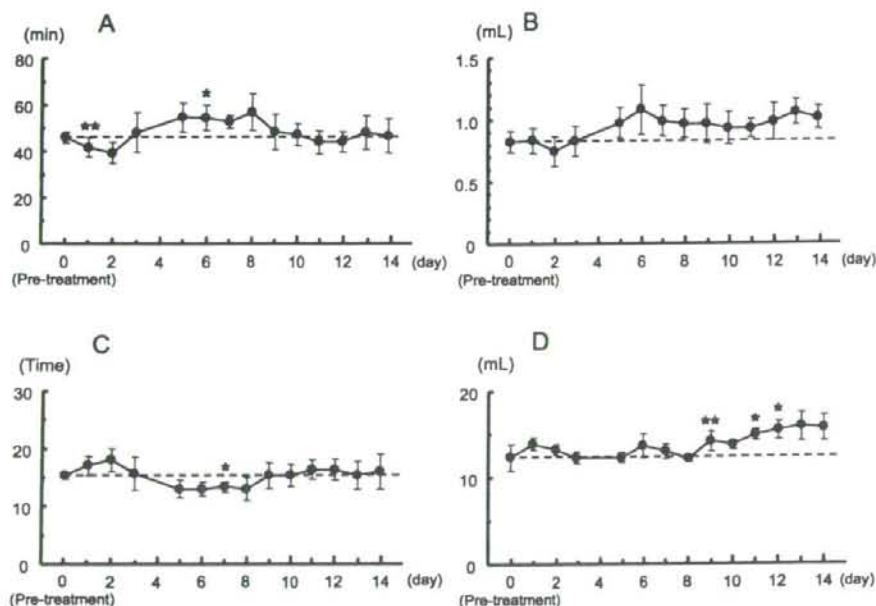 A
(min)
80
60
40
20
0
★★
★
0 2 4 6 8 10 12 14 (day)
(Pre-treatment)
B
(mL)
1.5
1.0
0.5
0
0 2 4 6 8 10 12 14 (day)
(Pre-treatment)
C
(Time)
30
20
10
0
★
0 2 4 6 8 10 12 14 (day)
(Pre-treatment)
D
(mL)
20
10
0
★★ ★ ★
0 2 4 6 8 10 12 14 (day)
(Pre-treatment)